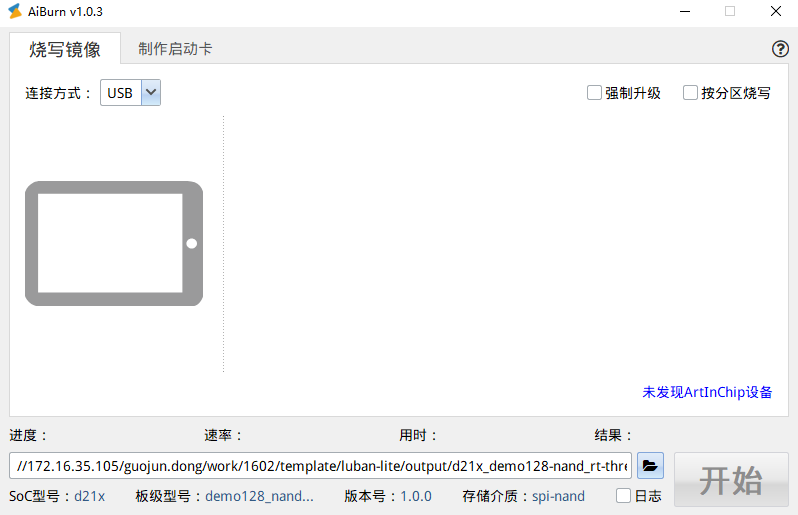 AiBurn v1.0.3
烧写镜像 制作启动卡
连接方式： USB 强制升级 按分区烧写
未发现ArtInChip设备
进度： 速率： 用时： 结果：
//172.16.35.105/guojun.dong/work/1602/template/luban-lite/output/d21x_demo128-nand_rt-thre
开始
SoC型号：d21x 板级型号：demo128_nand... 版本号：1.0.0 存储介质：spi-nand 日志